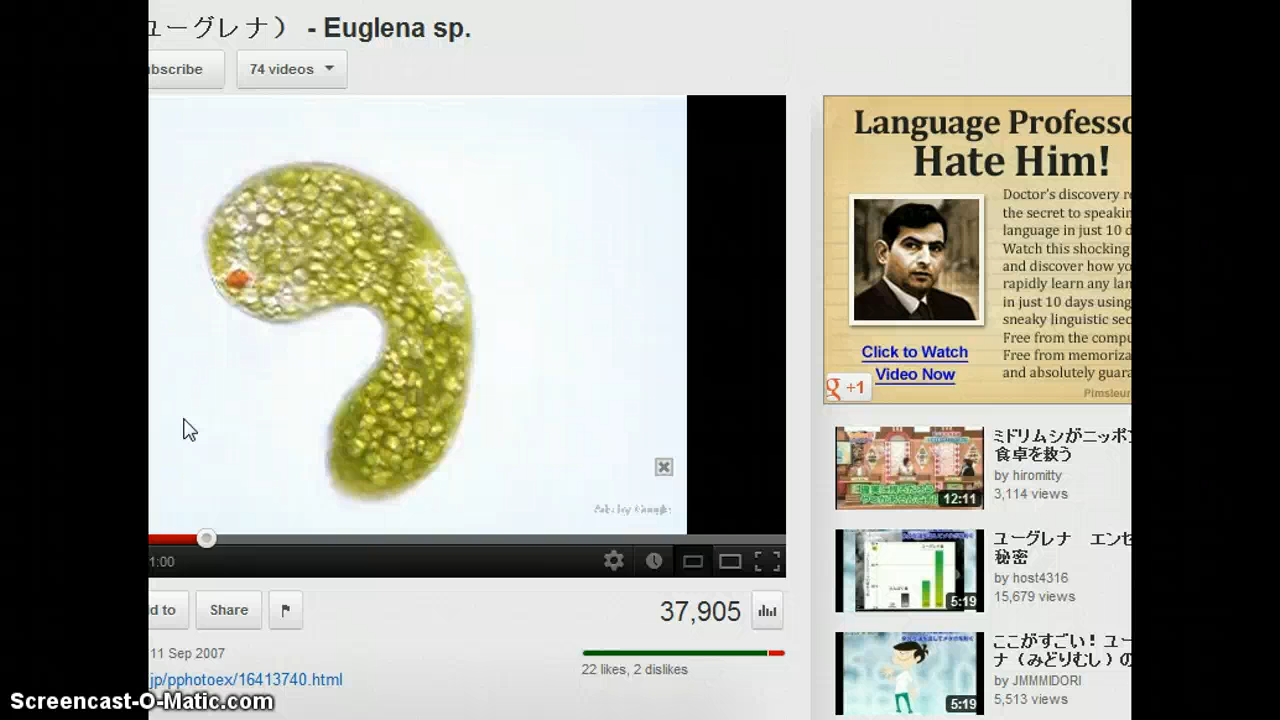 ユーグレナ） - Euglena sp.
bscribe
74 videos
Language Professo
Hate Him!
Doctor's discovery re
the secret to speakin
language in just 10 d
Watch this shocking
and discover how yo
rapidly learn any lan
in just 10 days using
sneaky linguistic sec
Free from the compu
Free from memoriza
and absolutely guara
Click to Watch
Video Now
Pimsleur
+1
ミドリムシがニッポン
食卓を救う
by hiromitty
3,114 views
12:11
ユーグレナ エンセ
秘密
by host4316
15,679 views
5:19
ここがすごい！ユー
ナ（みどりむし）の
by JMMMIDORI
5,513 views
5:19
1:00
d to
Share
37,905
11 Sep 2007
22 likes, 2 dislikes
jp/pphotoex/16413740.html
Screencast-O-Matic.com